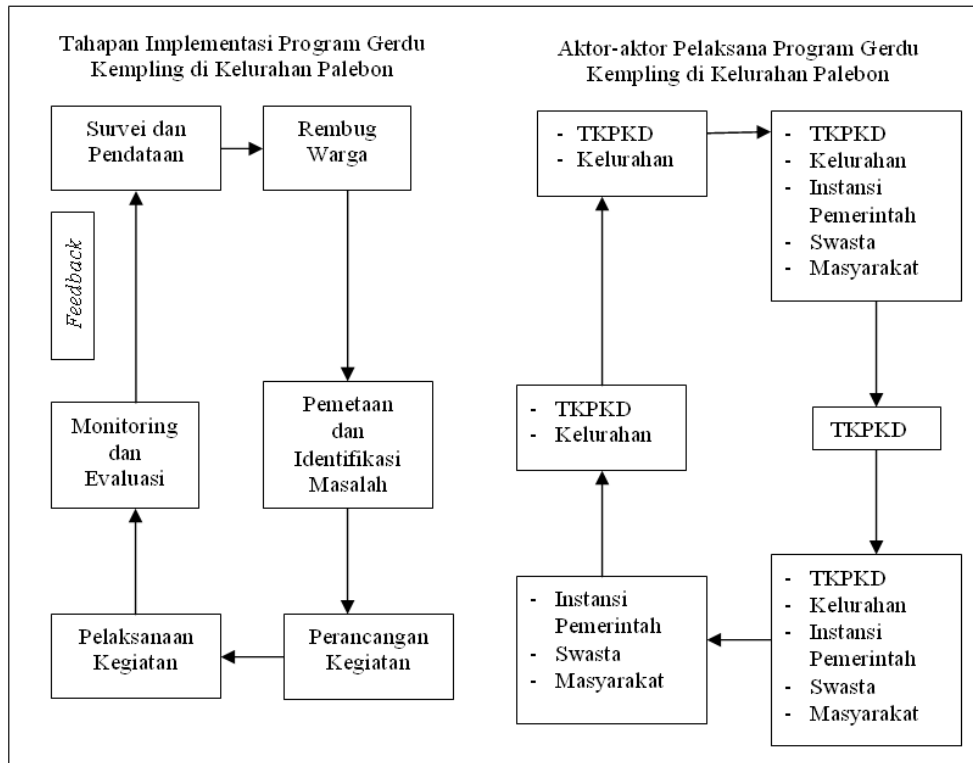 Tahapan Implementasi Program Gerdu
Kempling di Kelurahan Palebon
Survei dan
Pendataan
Rembug
Warga
Feedback
Monitoring
dan
Evaluasi
Pemetaan
dan
Identifikasi
Masalah
Pelaksanaan
Kegiatan
Perancangan
Kegiatan
Aktor-aktor Pelaksana Program Gerdu
Kempling di Kelurahan Palebon
- TKPKD
- Kelurahan
- TKPKD
- Kelurahan
- Instansi
Pemerintah
- Swasta
- Masyarakat
- TKPKD
- Kelurahan
TKPKD
- Instansi
Pemerintah
- Swasta
- Masyarakat
- TKPKD
- Kelurahan
- Instansi
Pemerintah
- Swasta
- Masyarakat